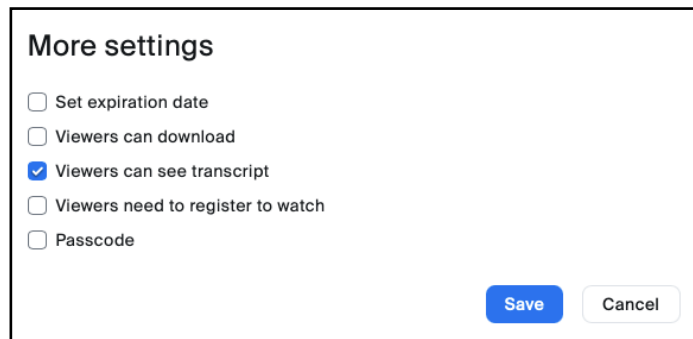 More settings
Set expiration date
Viewers can download
Viewers can see transcript
Viewers need to register to watch
Passcode
Save Cancel